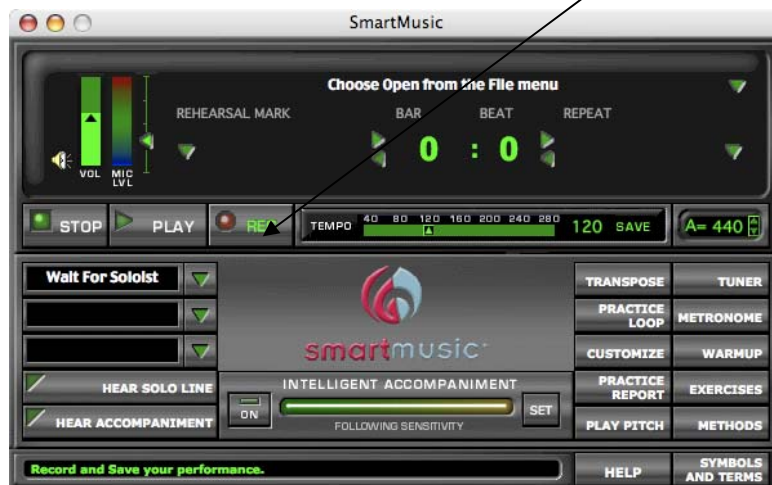 SmartMusic
Choose Open from the File menu
REHEARSAL MARK
BAR
BEAT
REPEAT
0 : 0
VOL
MIC
LVL
STOP
PLAY
REC
TEMPO
40 80 120 160 200 240 280
120 SAVE
A= 440
Wait For Soloist
smartmusic
TRANSPOSE
TUNER
PRACTICE
LOOP
METRONOME
CUSTOMIZE
WARMUP
HEAR SOLO LINE
INTELLIGENT ACCOMPANIMENT
PRACTICE
REPORT
EXERCISES
ON
SET
HEAR ACCOMPANIMENT
FOLLOWING SENSITIVITY
PLAY PITCH
METHODS
Record and Save your performance.
HELP
SYMBOLS
AND TERMS